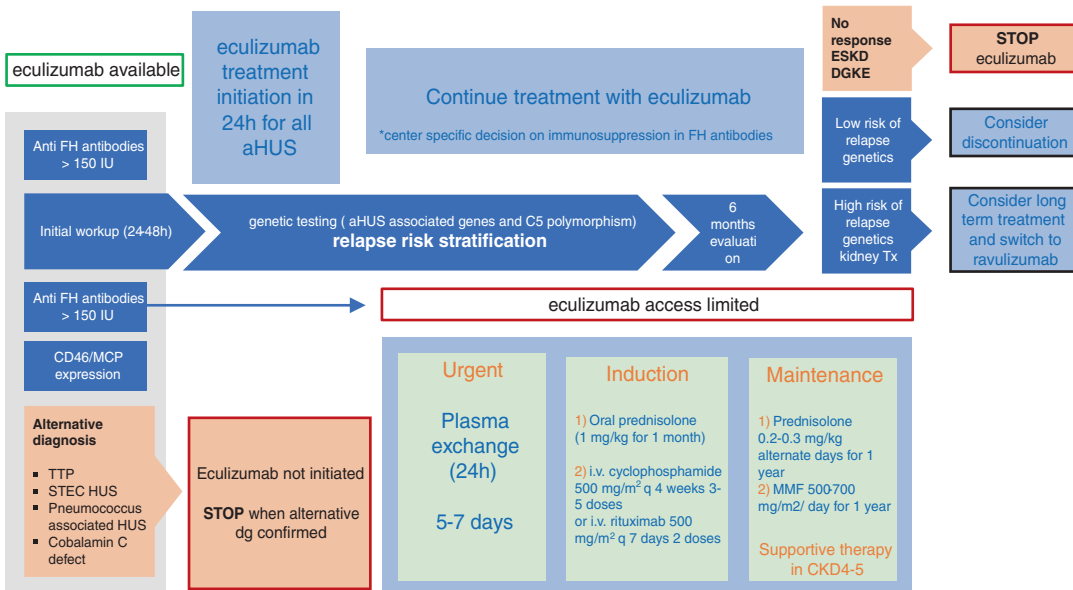 eculizumab available
eculizumab
treatment
initiation in
24h for all
aHUS
Continue treatment with eculizumab
*center specific decision on immunosuppression in FH antibodies
No
response
ESKD
DGKE
STOP
eculizumab
Anti FH antibodies
> 150 IU
Low risk of
relapse
genetics
Consider
discontinuation
Initial workup (24-48h)
genetic testing ( aHUS associated genes and C5 polymorphism)
relapse risk stratification
6
months
evaluati
on
High risk of
relapse
genetics
kidney Tx
Consider long
term treatment
and switch to
ravulizumab
Anti FH antibodies
> 150 IU
eculizumab access limited
CD46/MCP
expression
Alternative
diagnosis
▪ TTP
▪ STEC HUS
▪ Pneumococcus
associated HUS
▪ Cobalamin C
defect
Eculizumab not initiated
STOP when alternative
dg confirmed
Urgent
Plasma
exchange
(24h)
5-7 days
Induction
1) Oral prednisolone
(1 mg/kg for 1 month)
2) i.v. cyclophosphamide
500 mg/m² q 4 weeks 3-
5 doses
or i.v. rituximab 500
mg/m² q 7 days 2 doses
Maintenance
1) Prednisolone
0.2-0.3 mg/kg
alternate days for 1
year
2) MMF 500-700
mg/m2/ day for 1 year
Supportive therapy
in CKD4-5